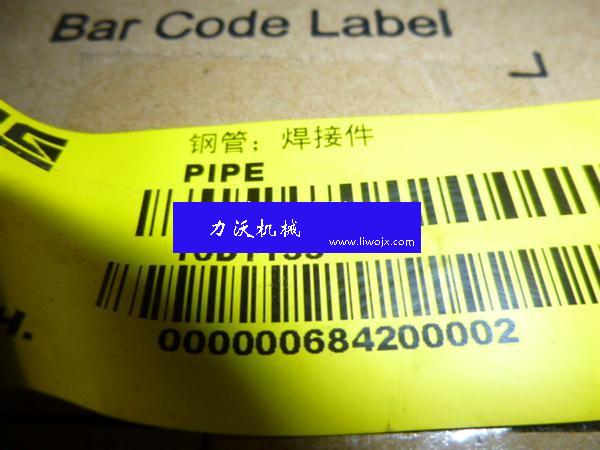 Bar Code Label
钢管; 焊接件
PIPE
力沃机械
www.liwojx.com
000000684200002
H.